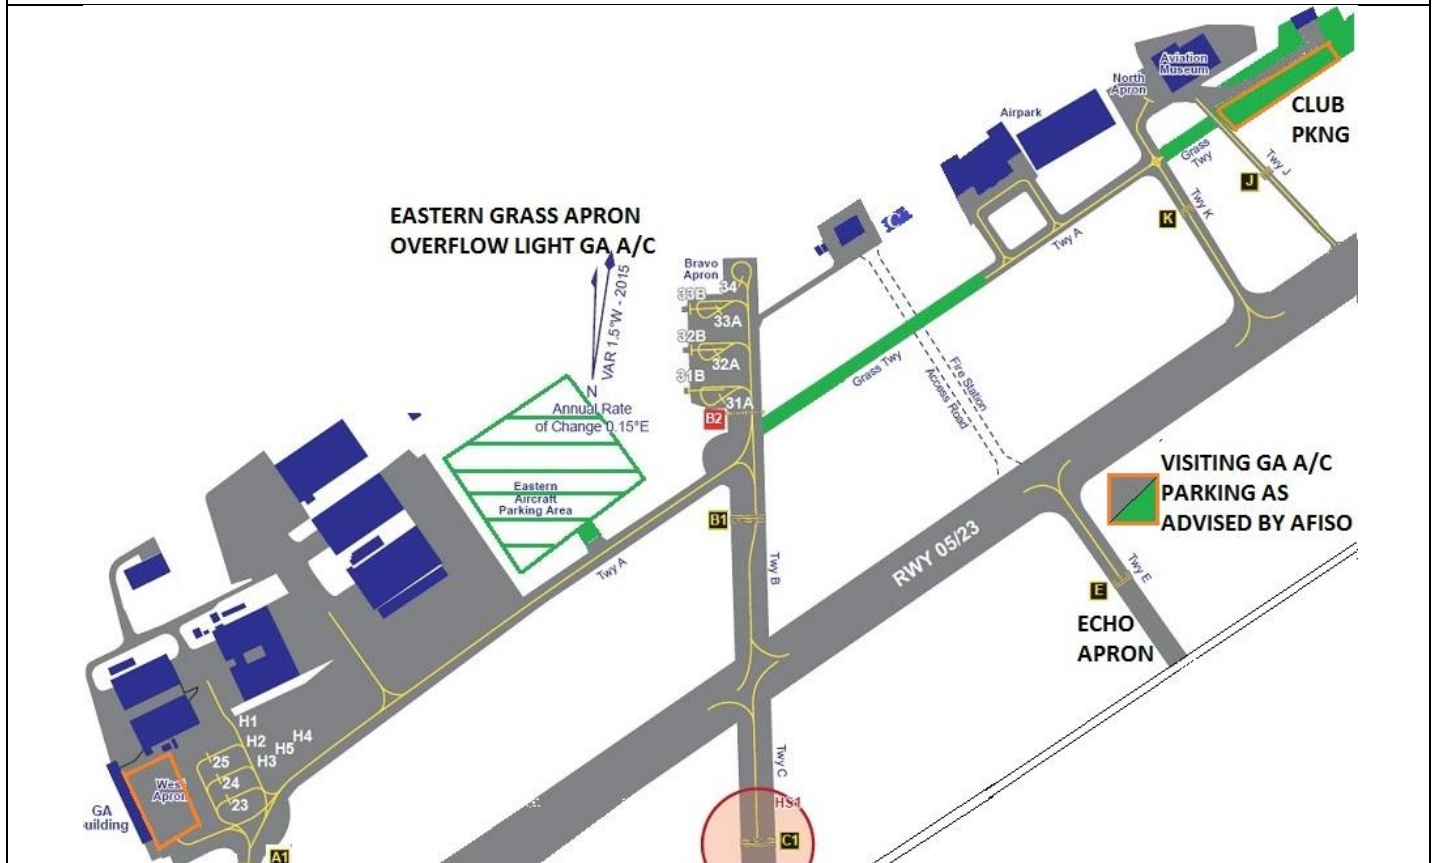 Aviation
Museum
North
Apron
CLUB
PKNG
Airpark
Grass
Twy
Twy J
J
Twy K
K
Twy A
EASTERN GRASS APRON
OVERFLOW LIGHT GA A/C
VAR 1.5°W - 2015
N
Annual Rate
of Change 0.15°E
Bravo
Apron
34
33B
33A
32B
32A
31B
31A
B2
Grass Twy
Fire Station
Access Road
Eastern
Aircraft
Parking Area
VISITING GA A/C
PARKING AS
ADVISED BY AFISO
B1
Twy A
Twy B
RWY 05/23
Twy E
E
ECHO
APRON
H1
H2
H3
H4
H5
25
24
23
West
Apron
GA
uilding
Twy C
HS1
C1
A1